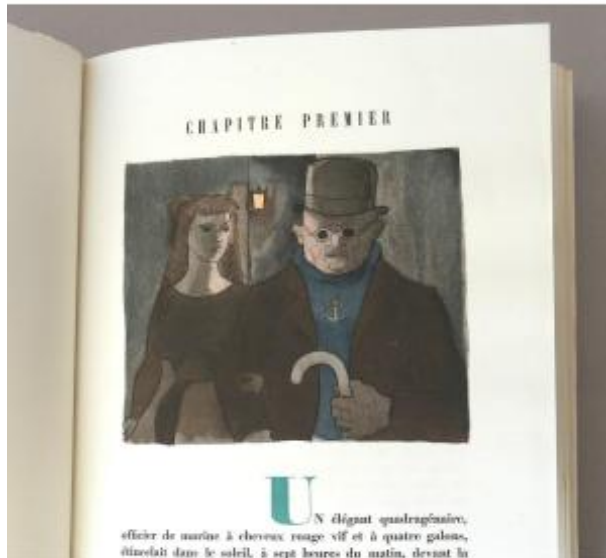 CHAPITRE PREMIER
UN élégant quadragénaire,
officier de marine à cheveux rouge vif et à quatre galons,
étincelait dans le soleil, à sept heures du matin, devant la